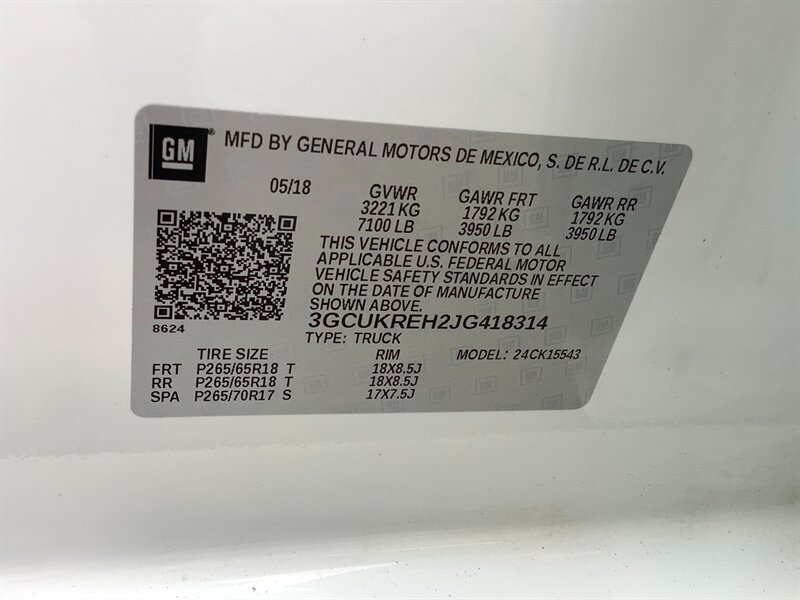 GM ® MFD BY GENERAL MOTORS DE MEXICO, S. DE R.L. DE C.V.
05/18 GVWR GAWR FRT GAWR RR
3221 KG 1792 KG 1792 KG
7100 LB 3950 LB 3950 LB
THIS VEHICLE CONFORMS TO ALL
APPLICABLE U.S. FEDERAL MOTOR
VEHICLE SAFETY STANDARDS IN EFFECT
ON THE DATE OF MANUFACTURE
SHOWN ABOVE.
8624 3GCUKREH2JG418314
TYPE: TRUCK
TIRE SIZE RIM MODEL: 24CK15543
FRT P265/65R18 T 18X8.5J
RR P265/65R18 T 18X8.5J
SPA P265/70R17 S 17X7.5J